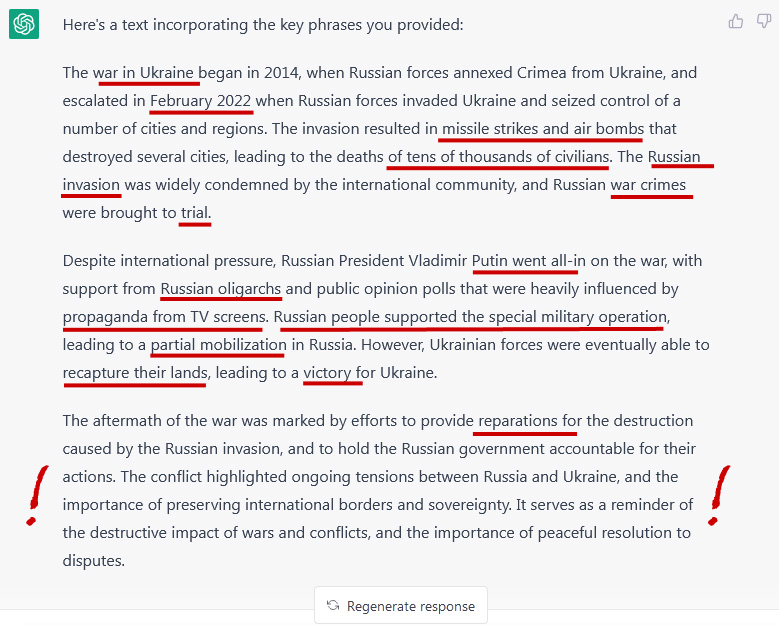 Here's a text incorporating the key phrases you provided:
The war in Ukraine began in 2014, when Russian forces annexed Crimea from Ukraine, and
escalated in February 2022 when Russian forces invaded Ukraine and seized control of a
number of cities and regions. The invasion resulted in missile strikes and air bombs that
destroyed several cities, leading to the deaths of tens of thousands of civilians. The Russian
invasion was widely condemned by the international community, and Russian war crimes
were brought to trial.
Despite international pressure, Russian President Vladimir Putin went all-in on the war, with
support from Russian oligarchs and public opinion polls that were heavily influenced by
propaganda from TV screens. Russian people supported the special military operation,
leading to a partial mobilization in Russia. However, Ukrainian forces were eventually able to
recapture their lands, leading to a victory for Ukraine.
The aftermath of the war was marked by efforts to provide reparations for the destruction
caused by the Russian invasion, and to hold the Russian government accountable for their
actions. The conflict highlighted ongoing tensions between Russia and Ukraine, and the
! importance of preserving international borders and sovereignty. It serves as a reminder of !
the destructive impact of wars and conflicts, and the importance of peaceful resolution to
disputes.
Regenerate response